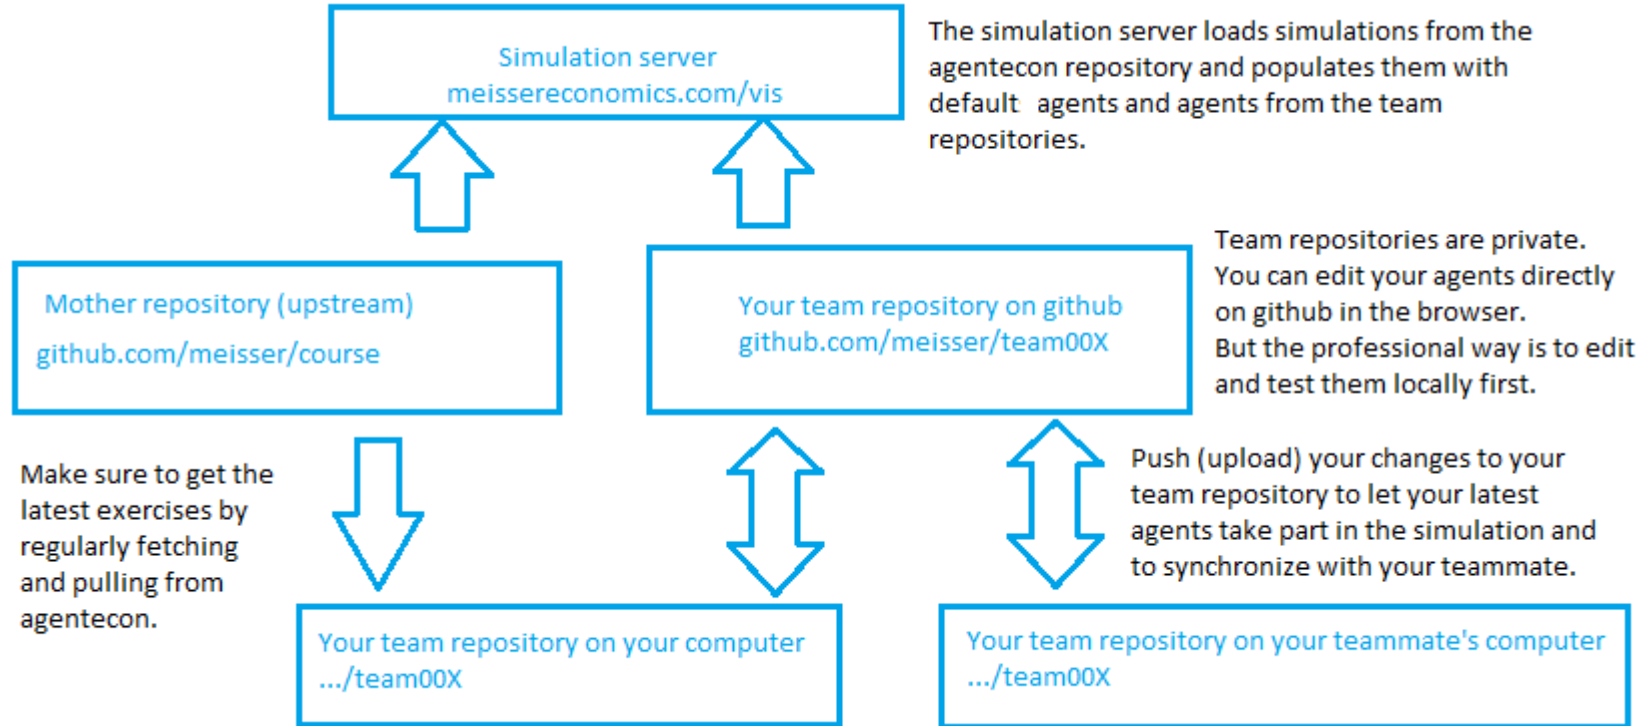 Simulation server
meissereconomics.com/vis
The simulation server loads simulations from the
agentecon repository and populates them with
default agents and agents from the team
repositories.
Mother repository (upstream)
github.com/meisser/course
Your team repository on github
github.com/meisser/team00X
Team repositories are private.
You can edit your agents directly
on github in the browser.
But the professional way is to edit
and test them locally first.
Make sure to get the
latest exercises by
regularly fetching
and pulling from
agentecon.
Push (upload) your changes to your
team repository to let your latest
agents take part in the simulation and
to synchronize with your teammate.
Your team repository on your computer
.../team00X
Your team repository on your teammate's computer
.../team00X